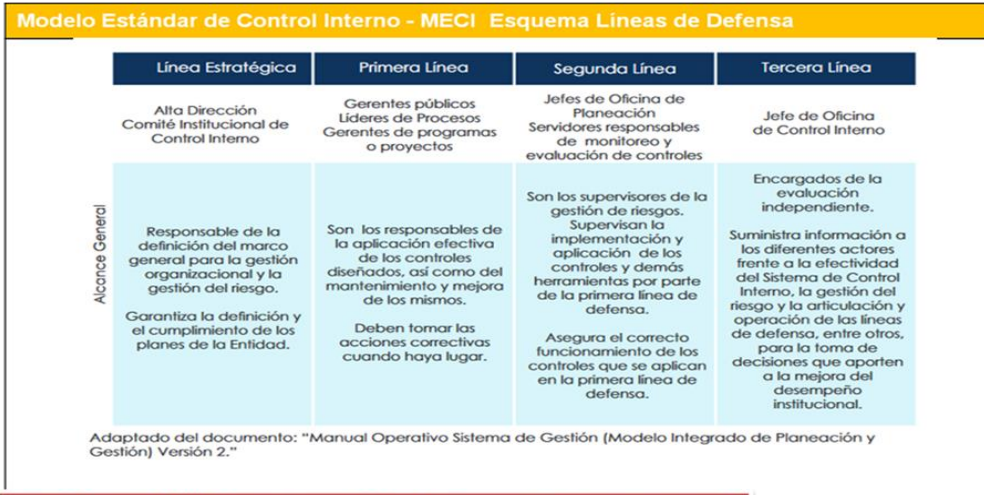 Modelo Estándar de Control Interno - MECI  Esquema Líneas de Defensa
Línea Estratégica
Primera Línea
Segunda Línea
Tercera Línea
Alta Dirección
Comité Institucional de
Control Interno
Gerentes públicos
Líderes de Procesos
Gerentes de programas
o proyectos
Jefes de Oficina de
Planeación
Servidores responsables
de monitoreo y
evaluación de controles
Jefe de Oficina
de Control Interno
Alcance General
Responsable de la
definición del marco
general para la gestión
organizacional y la
gestión del riesgo.
Garantiza la definición y
el cumplimiento de los
planes de la Entidad.
Son los responsables de
la aplicación efectiva
de los controles
diseñados, así como del
mantenimiento y mejora
de los mismos.
Deben tomar las
acciones correctivas
cuando haya lugar.
Son los supervisores de la
gestión de riesgos.
Supervisan la
implementación y
aplicación de los
controles y demás
herramientas por parte
de la primera línea de
defensa.
Asegura el correcto
funcionamiento de los
controles que se aplican
en la primera línea de
defensa.
Encargados de la
evaluación
independiente.
Suministra información a
los diferentes actores
frente a la efectividad
del Sistema de Control
Interno, la gestión del
riesgo y la articulación y
operación de las líneas
de defensa, entre otros,
para la toma de
decisiones que aporten
a la mejora del
desempeño
institucional.
Adaptado del documento: "Manual Operativo Sistema de Gestión (Modelo Integrado de Planeación y
Gestión) Versión 2."